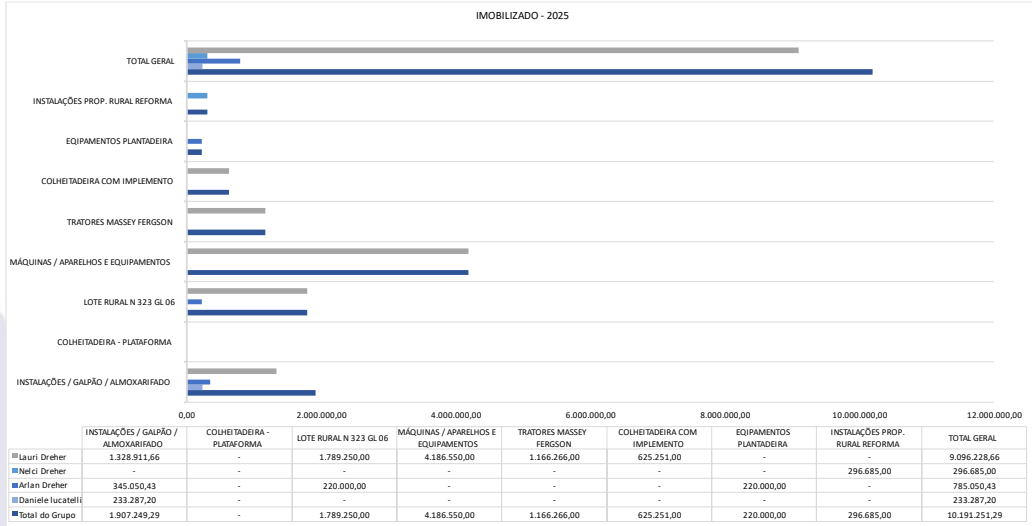 IMOBILIZADO - 2025
TOTAL GERAL
INSTALAÇÕES PROP. RURAL REFORMA
EQIPAMENTOS PLANTADEIRA
COLHEITADEIRA COM IMPLEMENTO
TRATORES MASSEY FERGSON
MÁQUINAS / APARELHOS E EQUIPAMENTOS
LOTE RURAL N 323 GL 06
COLHEITADEIRA - PLATAFORMA
INSTALAÇÕES / GALPÃO / ALMOXARIFADO
0,00 2.000.000,00 4.000.000,00 6.000.000,00 8.000.000,00 10.000.000,00 12.000.000,00
INSTALAÇÕES / GALPÃO / COLHEITADEIRA - LOTE RURAL N 323 GL 06 MÁQUINAS / APARELHOS E TRATORES MASSEY COLHEITADEIRA COM EQIPAMENTOS INSTALAÇÕES PROP. TOTAL GERAL
ALMOXARIFADO PLATAFORMA EQUIPAMENTOS FERGSON IMPLEMENTO PLANTADEIRA RURAL REFORMA
Lauri Dreher 1.328.911,66 - 1.789.250,00 4.186.550,00 1.166.266,00 625.251,00 - - 9.096.228,66
Nelci Dreher - - - - - - - 296.685,00 296.685,00
Arlan Dreher 345.050,43 - 220.000,00 - - - 220.000,00 - 785.050,43
Daniele lucatelli 233.287,20 - - - - - - - 233.287,20
Total do Grupo 1.907.249,29 - 1.789.250,00 4.186.550,00 1.166.266,00 625.251,00 220.000,00 296.685,00 10.191.251,29